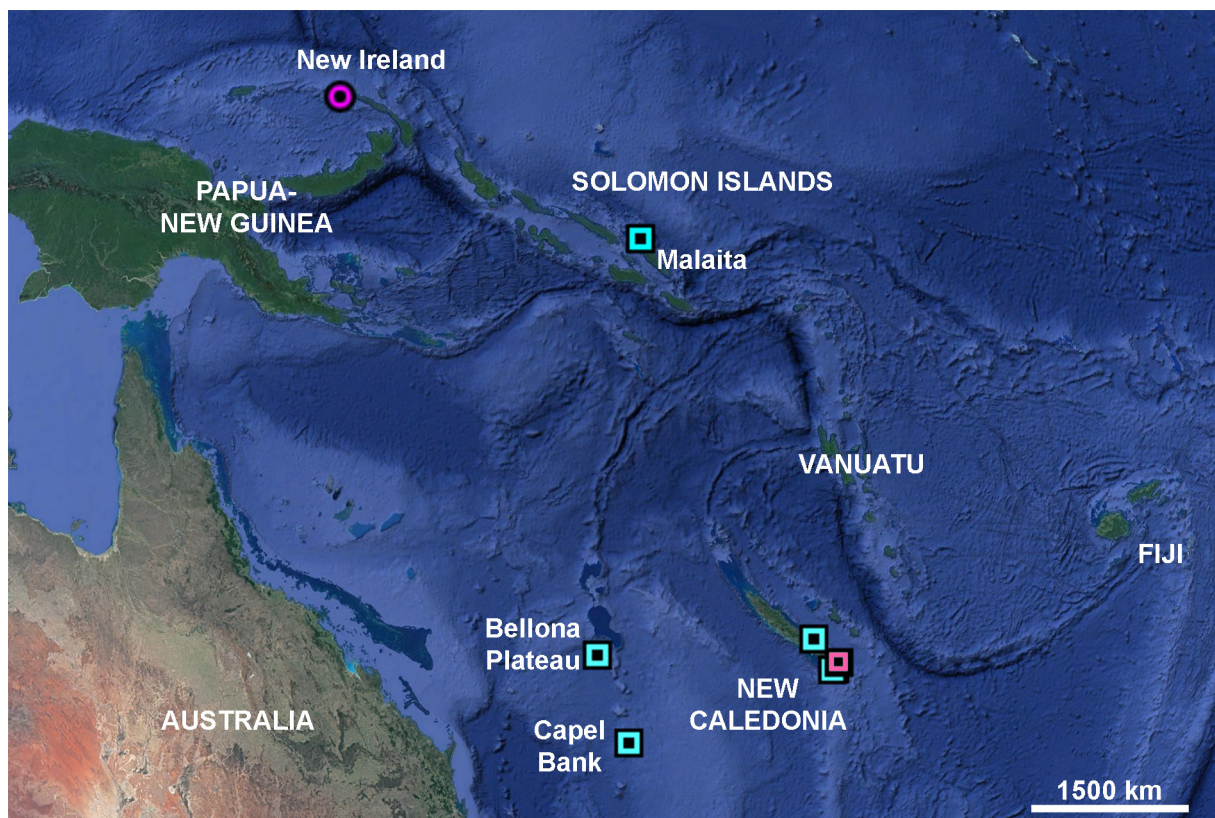 New Ireland
SOLOMON ISLANDS
PAPUA-
NEW GUINEA
Malaita
VANUATU
FIJI
Bellona
Plateau
NEW
CALEDONIA
AUSTRALIA
Capel
Bank
1500 km